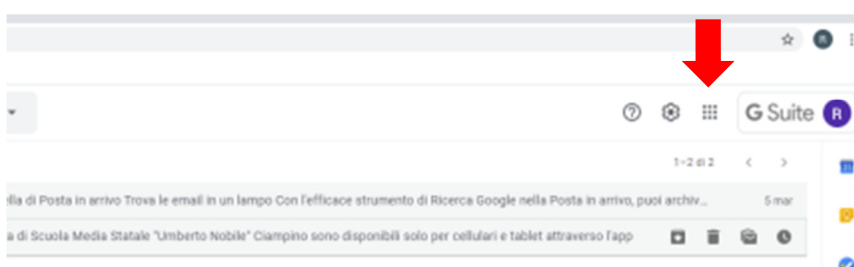 G Suite R
1–2 di 2
ella di Posta in arrivo Trova le email in un lampo Con l'efficace strumento di Ricerca Google nella Posta in arrivo, puoi archiv... 5 mar
a di Scuola Media Statale "Umberto Nobile" Ciampino sono disponibili solo per cellulari e tablet attraverso l'app